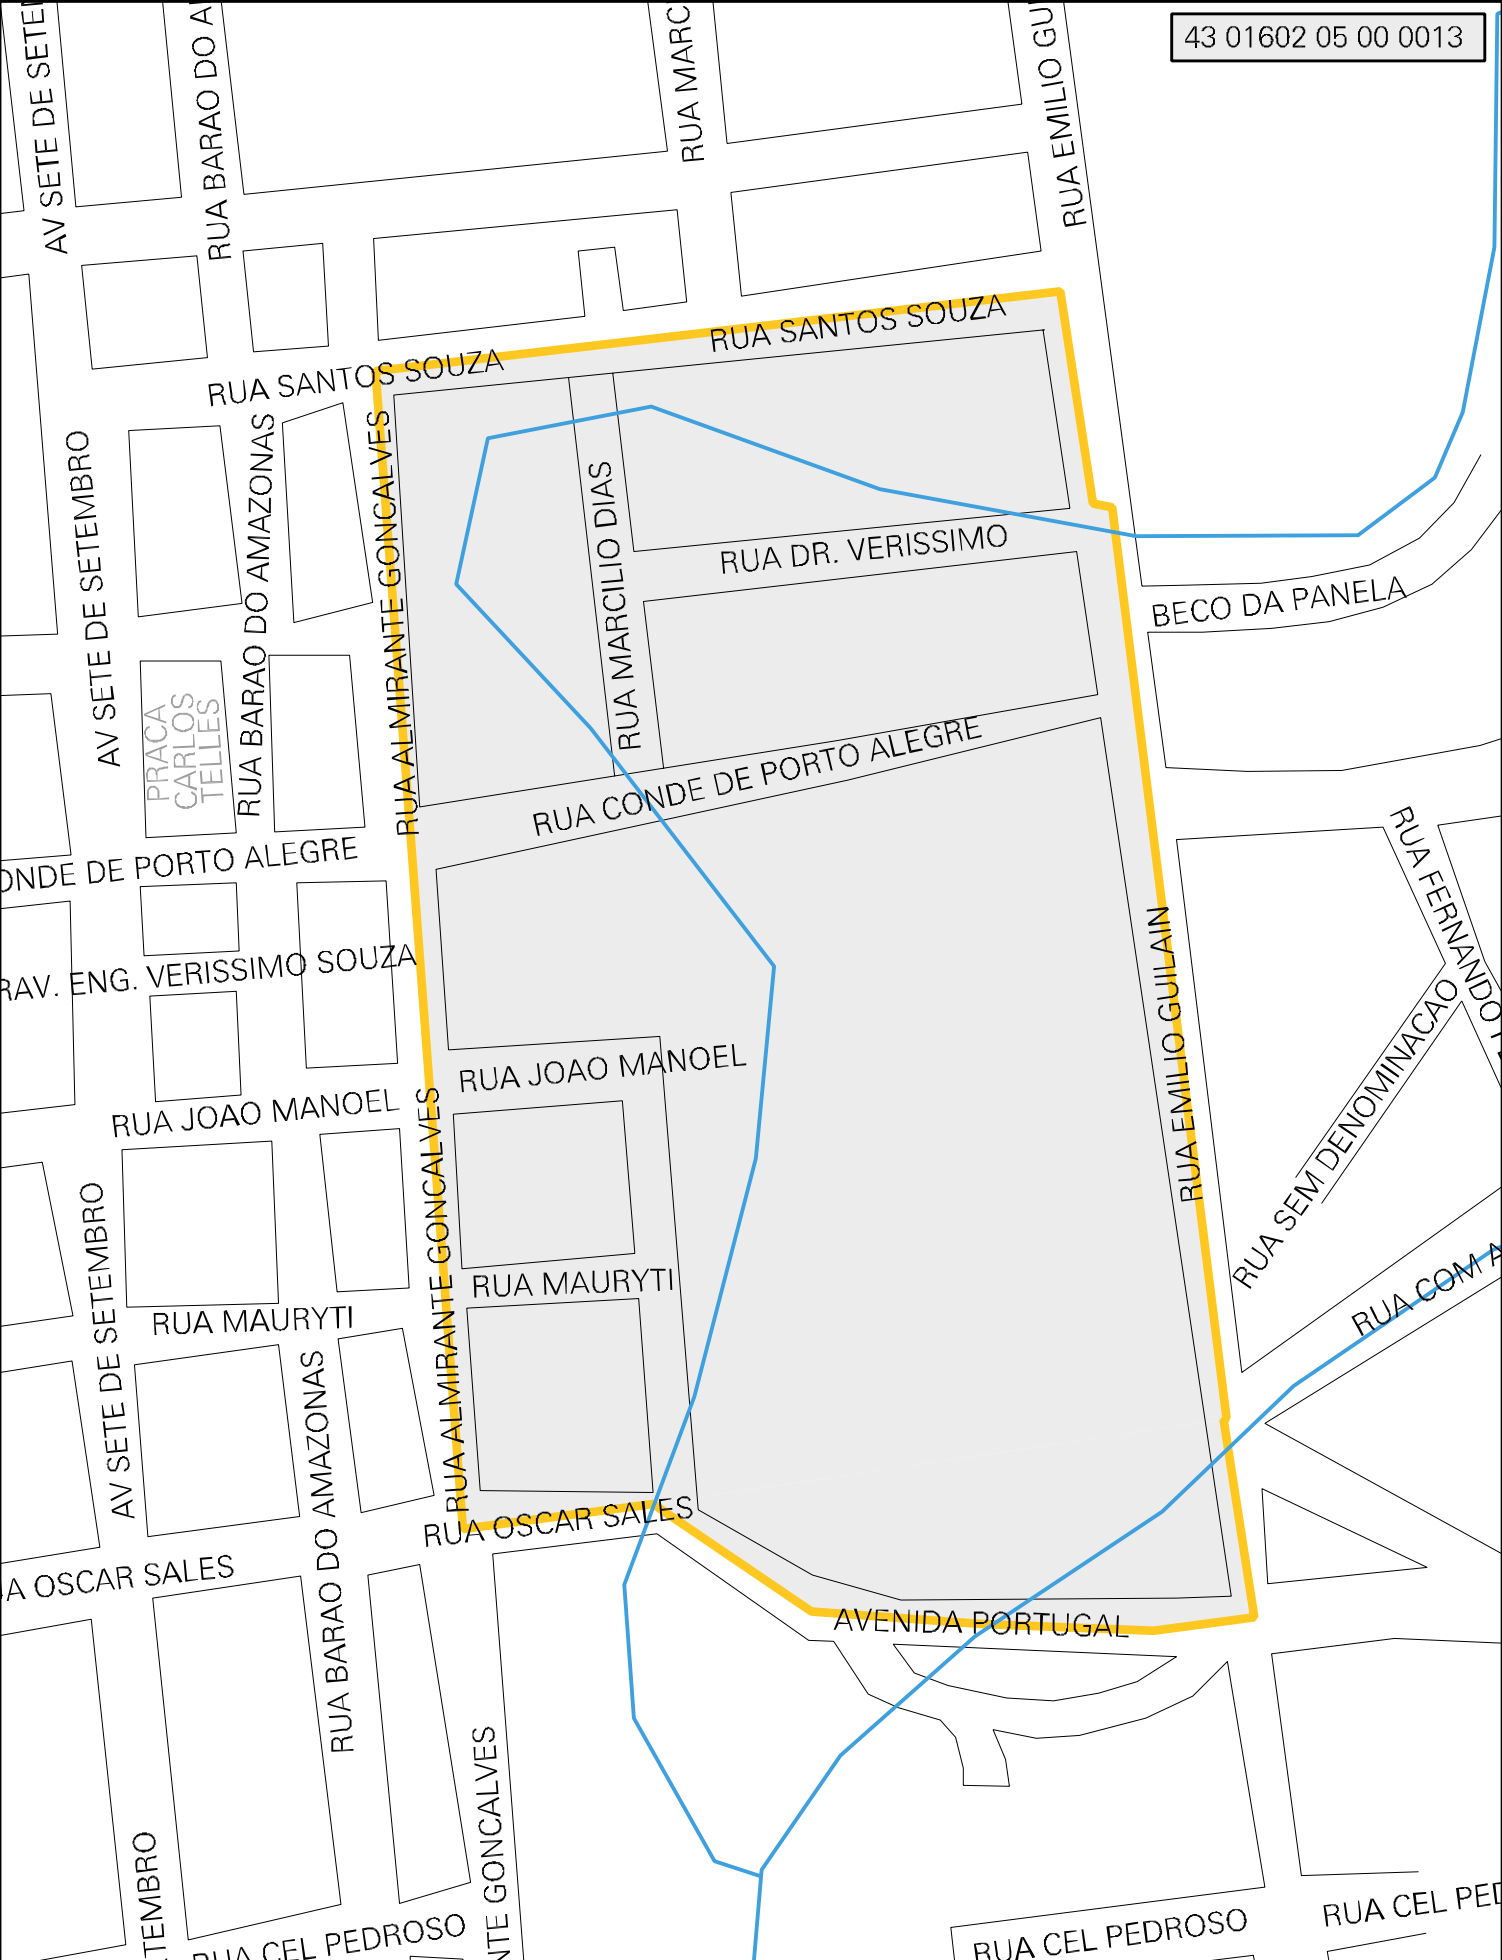 43 01602 05 00 0013
AV SETE DE SETE
RUA BARAO DO A
RUA MARC
RUA EMILIO GUI
RUA SANTOS SOUZA
RUA SANTOS SOUZA
AV SETE DE SETEMBRO
RUA BARAO DO AMAZONAS
RUA ALMIRANTE GONCALVES
RUA MARCILIO DIAS
RUA DR. VERISSIMO
BECO DA PANELA
PRACA
CARLOS
TELLES
RUA CONDE DE PORTO ALEGRE
ONDE DE PORTO ALEGRE
RUA FERNANDO
RAV. ENG. VERISSIMO SOUZA
RUA EMILIO GUILAIN
RUA SEM DENOMINACAO
RUA JOAO MANOEL
RUA JOAO MANOEL
RUA ALMIRANTE GONCALVES
AV SETE DE SETEMBRO
RUA MAURYTI
RUA MAURYTI
RUA COM A
RUA BARAO DO AMAZONAS
RUA OSCAR SALES
UA OSCAR SALES
AVENIDA PORTUGAL
NTE GONCALVES
TEMBRO
RUA CEL PEDROSO
RUA CEL PEDROSO
RUA CEL PED